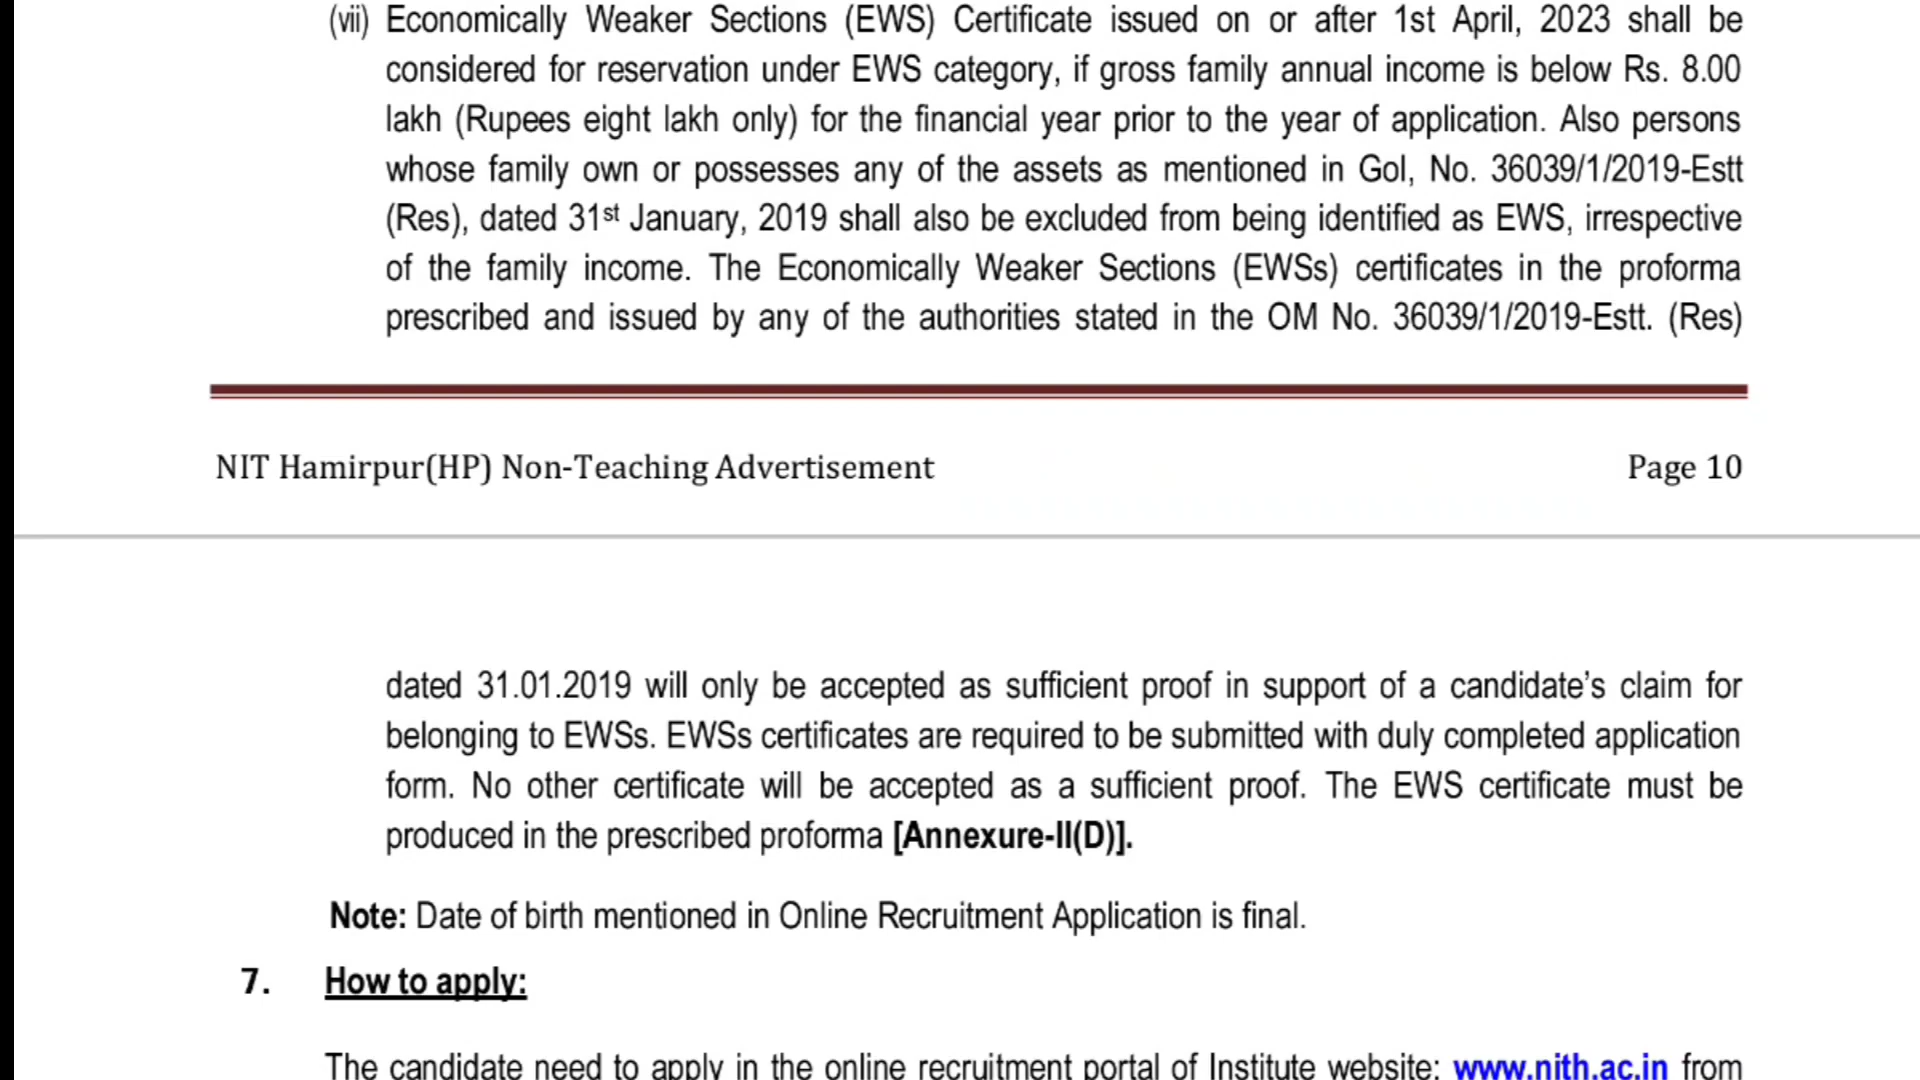 (vii) Economically Weaker Sections (EWS) Certificate issued on or after 1st April, 2023 shall be
considered for reservation under EWS category, if gross family annual income is below Rs. 8.00
lakh (Rupees eight lakh only) for the financial year prior to the year of application. Also persons
whose family own or possesses any of the assets as mentioned in GoI, No. 36039/1/2019-Estt
(Res), dated 31st January, 2019 shall also be excluded from being identified as EWS, irrespective
of the family income. The Economically Weaker Sections (EWSs) certificates in the proforma
prescribed and issued by any of the authorities stated in the OM No. 36039/1/2019-Estt. (Res)
NIT Hamirpur(HP) Non-Teaching Advertisement Page 10
dated 31.01.2019 will only be accepted as sufficient proof in support of a candidate’s claim for
belonging to EWSs. EWSs certificates are required to be submitted with duly completed application
form. No other certificate will be accepted as a sufficient proof. The EWS certificate must be
produced in the prescribed proforma [Annexure-II(D)].
Note: Date of birth mentioned in Online Recruitment Application is final.
7. How to apply:
The candidate need to apply in the online recruitment portal of Institute website: www.nith.ac.in from